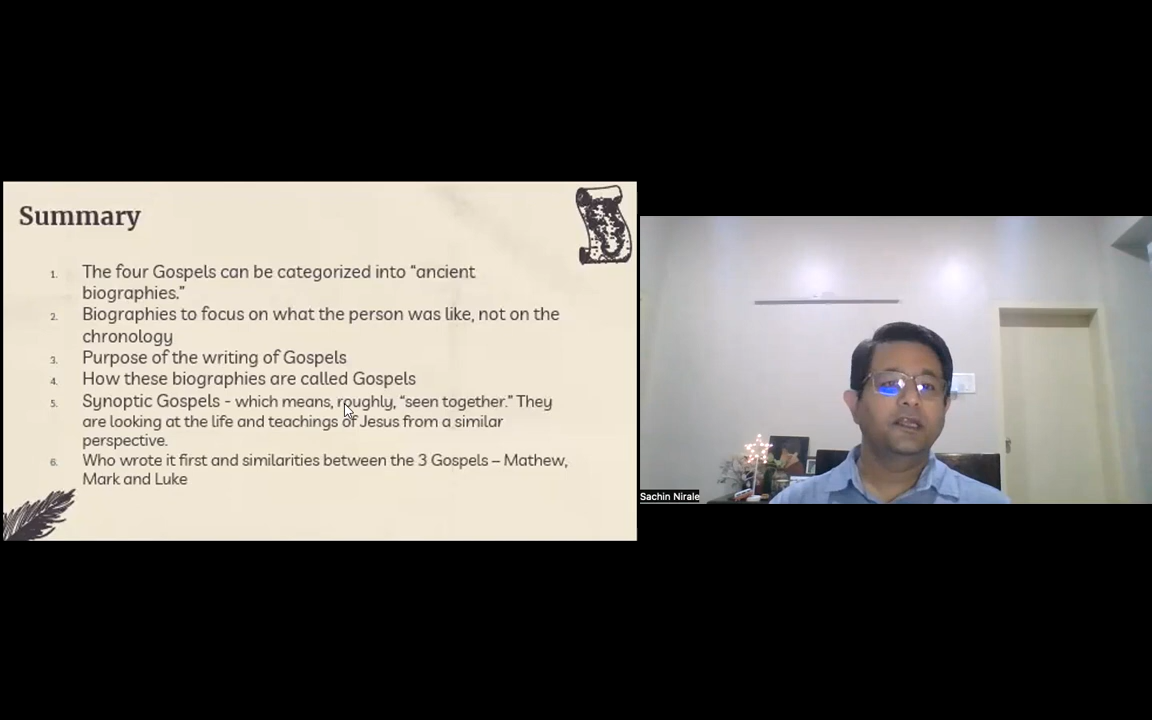 Summary
1. The four Gospels can be categorized into “ancient
biographies.”
2. Biographies to focus on what the person was like, not on the
chronology
3. Purpose of the writing of Gospels
4. How these biographies are called Gospels
5. Synoptic Gospels - which means, roughly, “seen together.” They
are looking at the life and teachings of Jesus from a similar
perspective.
6. Who wrote it first and similarities between the 3 Gospels – Mathew,
Mark and Luke
Sachin Nirale